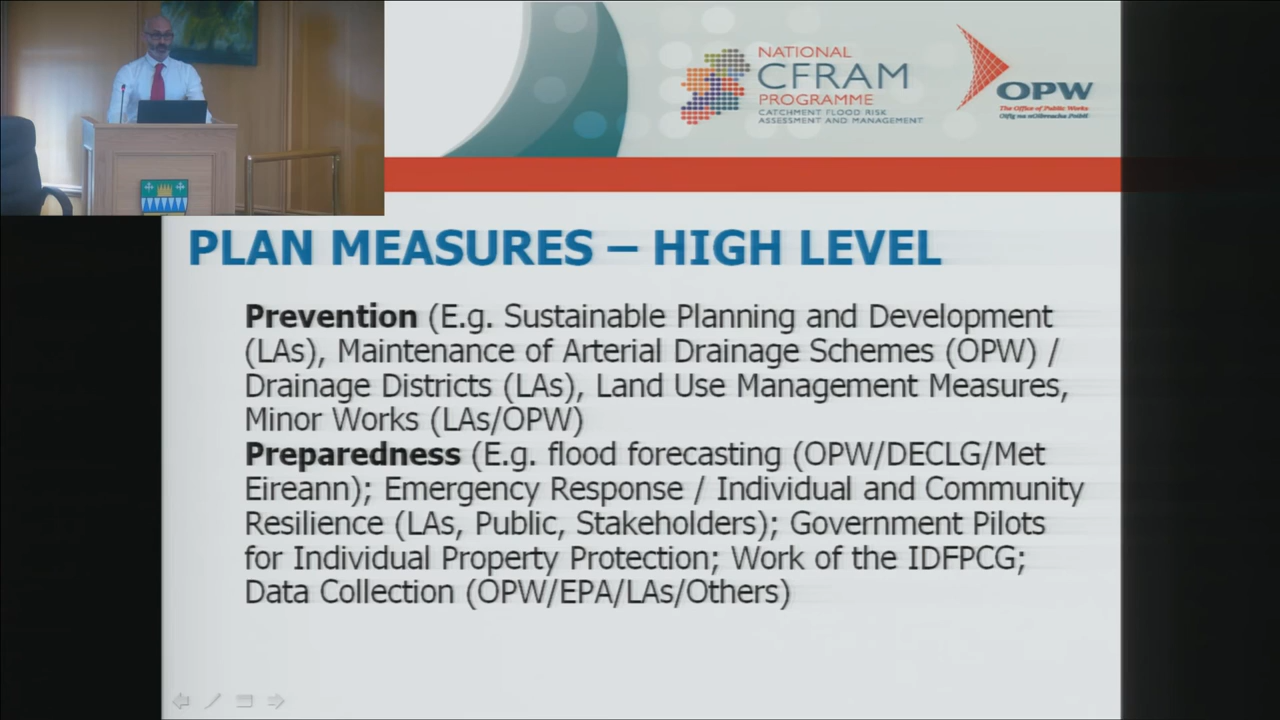 NATIONAL
CFRAM
PROGRAMME
CATCHMENT FLOOD RISK
ASSESSMENT AND MANAGEMENT
OPW
The Office of Public Works
Oifig na nOibreacha Poiblí
PLAN MEASURES – HIGH LEVEL
Prevention (E.g. Sustainable Planning and Development
(LAs), Maintenance of Arterial Drainage Schemes (OPW) /
Drainage Districts (LAs), Land Use Management Measures,
Minor Works (LAs/OPW)
Preparedness (E.g. flood forecasting (OPW/DECLG/Met
Eireann); Emergency Response / Individual and Community
Resilience (LAs, Public, Stakeholders); Government Pilots
for Individual Property Protection; Work of the IDFPCG;
Data Collection (OPW/EPA/LAs/Others)